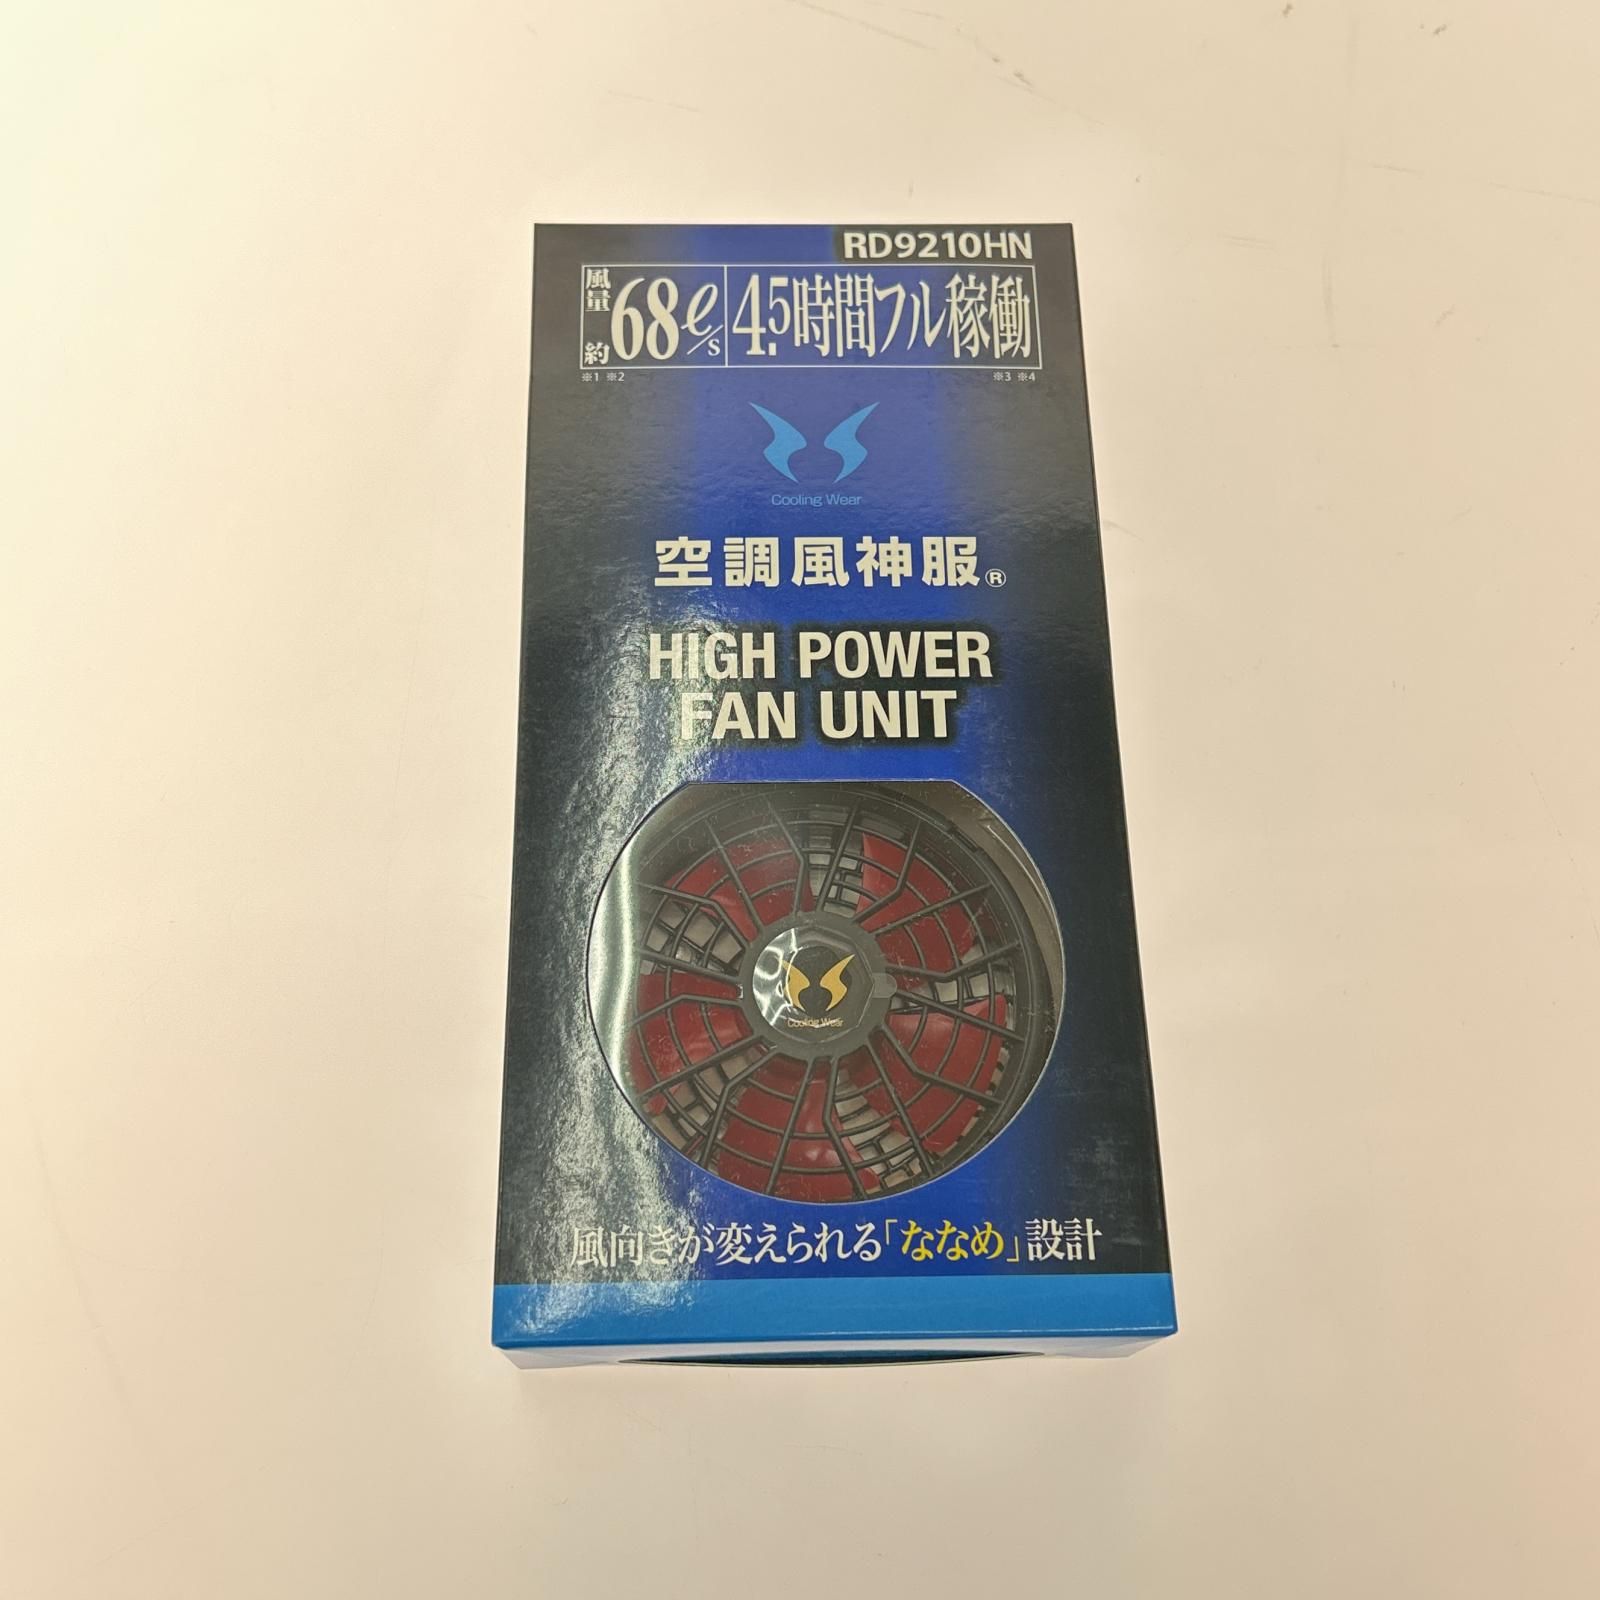 RD9210HN
風量 約68ℓ/s 4.5時間フル稼働
※1 ※2 ※3 ※4
Cooling Wear
空調風神服®
HIGH POWER
FAN UNIT
Cooling Wear
風向きが変えられる「ななめ」設計